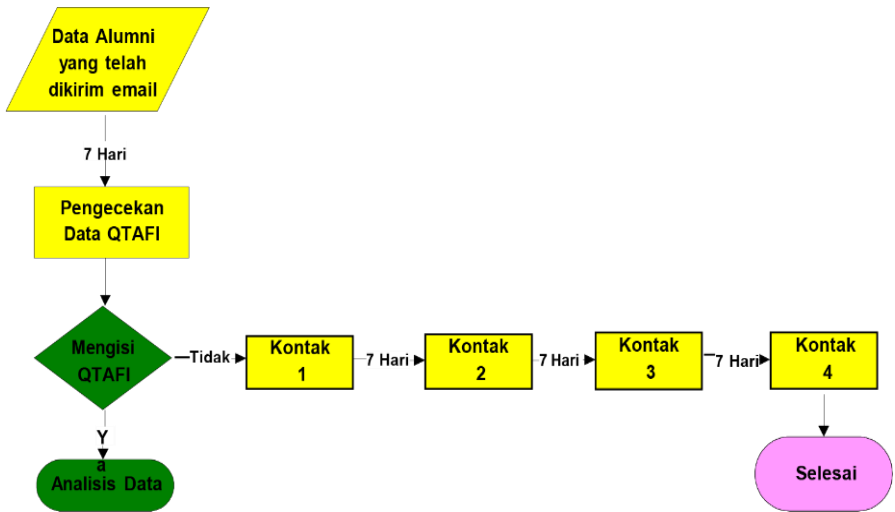 Data Alumni
yang telah
dikirim email
7 Hari
Pengecekan
Data QTAFI
Mengisi
QTAFI
Tidak
Kontak
1
7 Hari
Kontak
2
7 Hari
Kontak
3
7 Hari
Kontak
4
Y
a
Analisis Data
Selesai